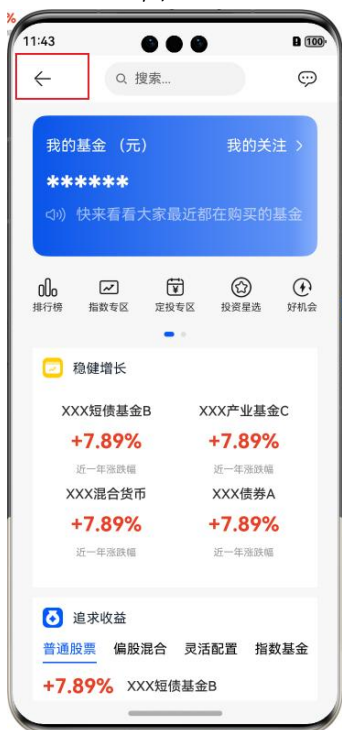 %
11:43 100
搜索...
我的基金 （元） 我的关注 >
******
快来看看大家最近都在购买的基金
排行榜 指数专区 定投专区 投资星选 好机会
稳健增长
XXX短债基金B XXX产业基金C
+7.89% +7.89%
近一年涨跌幅 近一年涨跌幅
XXX混合货币 XXX债券A
+7.89% +7.89%
近一年涨跌幅 近一年涨跌幅
追求收益
普通股票 偏股混合 灵活配置 指数基金
+7.89% XXX短债基金B